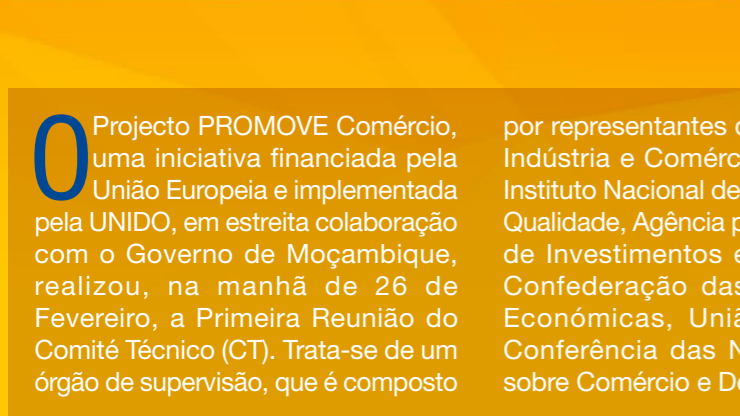 O Projecto PROMOVE Comércio,
uma iniciativa financiada pela
União Europeia e implementada
pela UNIDO, em estreita colaboração
com o Governo de Moçambique,
realizou, na manhã de 26 de
Fevereiro, a Primeira Reunião do
Comité Técnico (CT). Trata-se de um
órgão de supervisão, que é composto
por representantes
Indústria e
Instituto Nacional de
Qualidade, Agência
de Investimentos
Confederação
Económicas,
Conferência das
sobre Comércio e